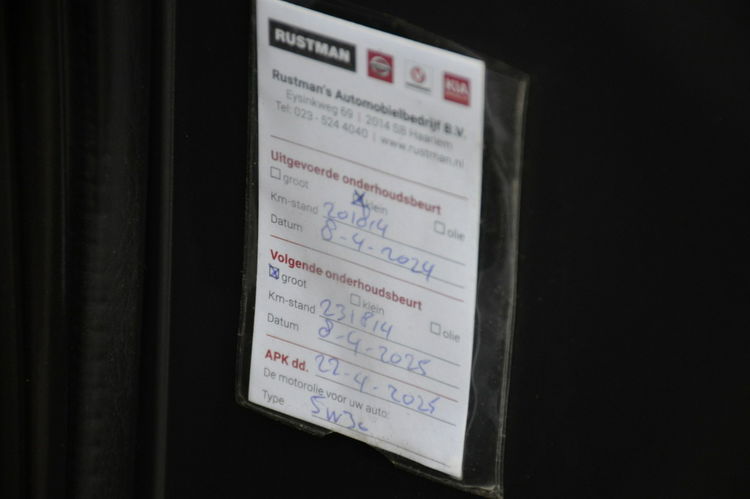 RUSTMAN KIA
Rustman's Automobielbedrijf B.V.
Eysinkweg 69 | 2014 SB Haarlem
Tel: 023 - 524 4040 | www.rustman.nl
Uitgevoerde onderhoudsbeurt
groot klein olie
Km-stand 201814
Datum 8-4-2024
Volgende onderhoudsbeurt
groot klein olie
Km-stand 231814
Datum 8-4-2025
APK dd. 22-4-2025
De motorolie voor uw auto:
Type 5W30